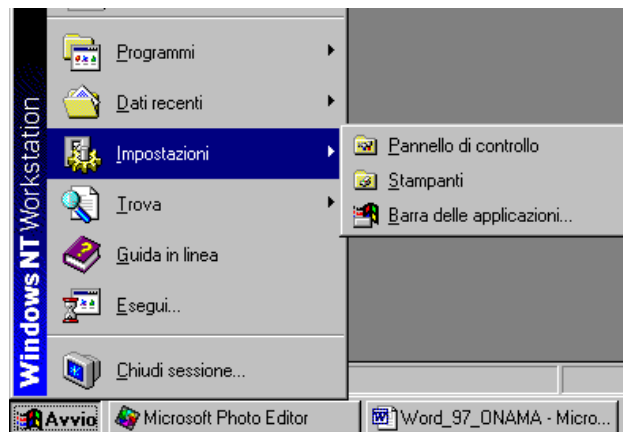 Windows NT Workstation
Programmi
Dati recenti
Impostazioni
Trova
Guida in linea
Esegui...
Chiudi sessione...
Pannello di controllo
Stampanti
Barra delle applicazioni...
Avvio
Microsoft Photo Editor
Word_97_ONAMA - Micro...